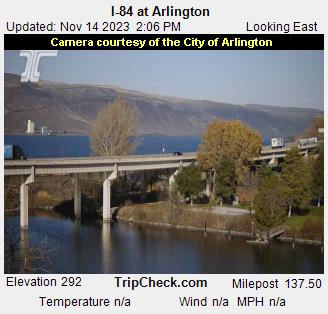 I-84 at Arlington
Updated: Nov 14 2023 2:06 PM Looking East
Camera courtesy of the City of Arlington
Elevation 292 TripCheck.com Milepost 137.50
Temperature n/a Wind n/a MPH n/a